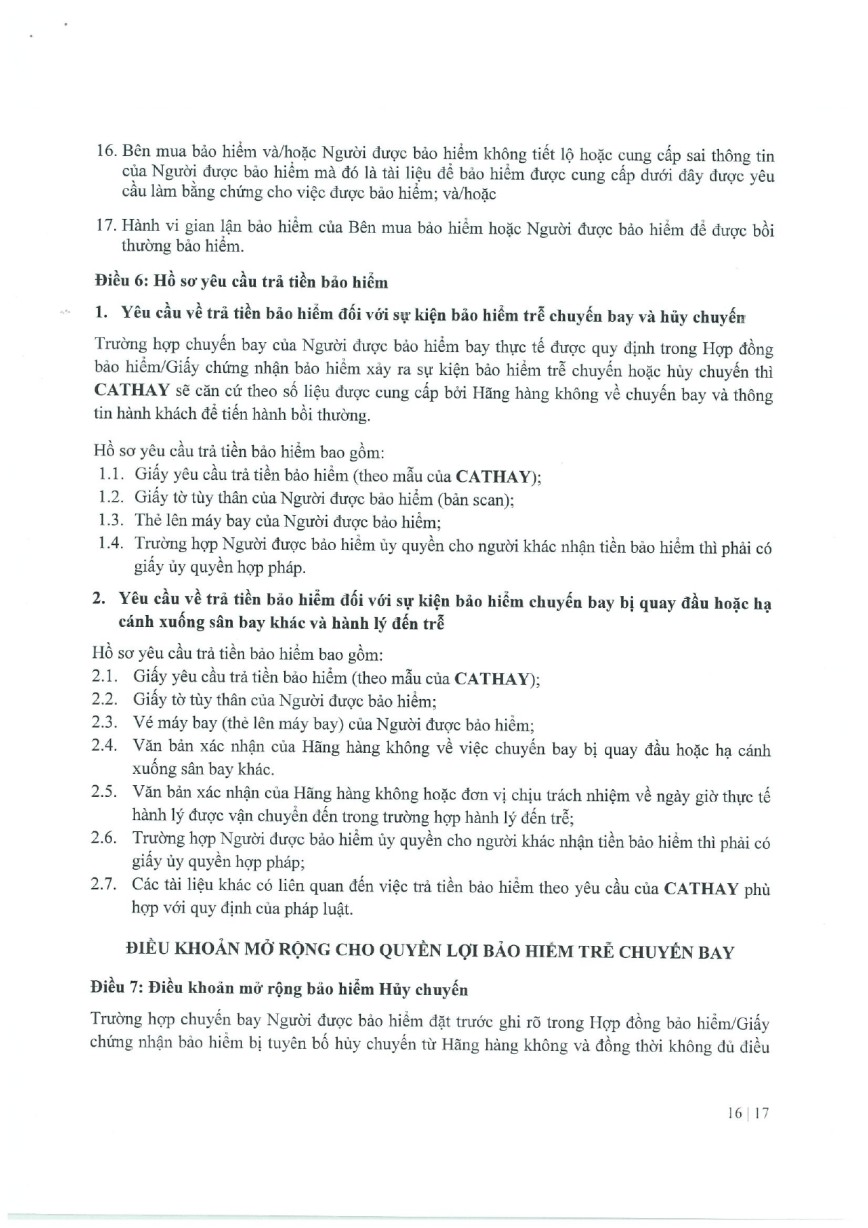 16. Bên mua bảo hiểm và/hoặc Người được bảo hiểm không tiết lộ hoặc cung cấp sai thông tin
của Người được bảo hiểm mà đó là tài liệu để bảo hiểm được cung cấp dưới đây được yêu
cầu làm bằng chứng cho việc được bảo hiểm; và/hoặc
17. Hành vi gian lận bảo hiểm của Bên mua bảo hiểm hoặc Người được bảo hiểm để được bồi
thường bảo hiểm.
Điều 6: Hồ sơ yêu cầu trả tiền bảo hiểm
1. Yêu cầu về trả tiền bảo hiểm đối với sự kiện bảo hiểm trễ chuyến bay và hủy chuyến
Trường hợp chuyến bay của Người được bảo hiểm bay thực tế được quy định trong Hợp đồng
bảo hiểm/Giấy chứng nhận bảo hiểm xảy ra sự kiện bảo hiểm trễ chuyến hoặc hủy chuyến thì
CATHAY sẽ căn cứ theo số liệu được cung cấp bởi Hãng hàng không về chuyến bay và thông
tin hành khách để tiến hành bồi thường.
Hồ sơ yêu cầu trả tiền bảo hiểm bao gồm:
1.1. Giấy yêu cầu trả tiền bảo hiểm (theo mẫu của CATHAY);
1.2. Giấy tờ tùy thân của Người được bảo hiểm (bản scan);
1.3. Thẻ lên máy bay của Người được bảo hiểm;
1.4. Trường hợp Người được bảo hiểm ủy quyền cho người khác nhận tiền bảo hiểm thì phải có
giấy ủy quyền hợp pháp.
2. Yêu cầu về trả tiền bảo hiểm đối với sự kiện bảo hiểm chuyến bay bị quay đầu hoặc hạ
cánh xuống sân bay khác và hành lý đến trễ
Hồ sơ yêu cầu trả tiền bảo hiểm bao gồm:
2.1. Giấy yêu cầu trả tiền bảo hiểm (theo mẫu của CATHAY);
2.2. Giấy tờ tùy thân của Người được bảo hiểm;
2.3. Vé máy bay (thẻ lên máy bay) của Người được bảo hiểm;
2.4. Văn bản xác nhận của Hãng hàng không về việc chuyến bay bị quay đầu hoặc hạ cánh
xuống sân bay khác.
2.5. Văn bản xác nhận của Hãng hàng không hoặc đơn vị chịu trách nhiệm về ngày giờ thực tế
hành lý được vận chuyển đến trong trường hợp hành lý đến trễ;
2.6. Trường hợp Người được bảo hiểm ủy quyền cho người khác nhận tiền bảo hiểm thì phải có
giấy ủy quyền hợp pháp;
2.7. Các tài liệu khác có liên quan đến việc trả tiền bảo hiểm theo yêu cầu của CATHAY phù
hợp với quy định của pháp luật.
ĐIỀU KHOẢN MỞ RỘNG CHO QUYỀN LỢI BẢO HIỂM TRỄ CHUYẾN BAY
Điều 7: Điều khoản mở rộng bảo hiểm Hủy chuyến
Trường hợp chuyến bay Người được bảo hiểm đặt trước ghi rõ trong Hợp đồng bảo hiểm/Giấy
chứng nhận bảo hiểm bị tuyên bố hủy chuyến từ Hãng hàng không và đồng thời không đủ điều
16 | 17